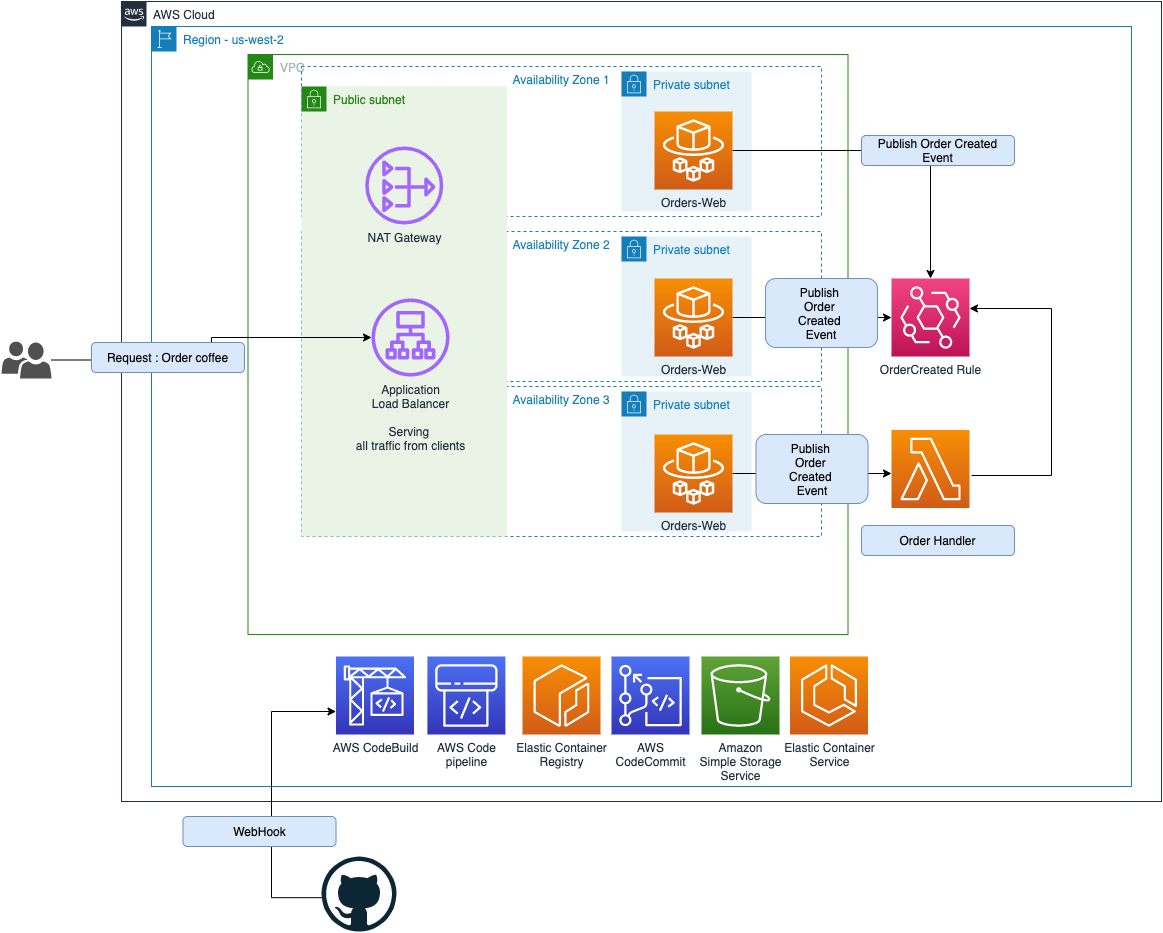 aws
AWS Cloud
Region - us-west-2
VPC
Availability Zone 1
Private subnet
Public subnet
Orders-Web
Publish Order Created
Event
NAT Gateway
Availability Zone 2
Private subnet
Orders-Web
Publish
Order
Created
Event
OrderCreated Rule
Request : Order coffee
Application
Load Balancer
Serving
all traffic from clients
Availability Zone 3
Private subnet
Orders-Web
Publish
Order
Created
Event
Order Handler
AWS CodeBuild
AWS Code
pipeline
Elastic Container
Registry
AWS
CodeCommit
Amazon
Simple Storage
Service
Elastic Container
Service
WebHook